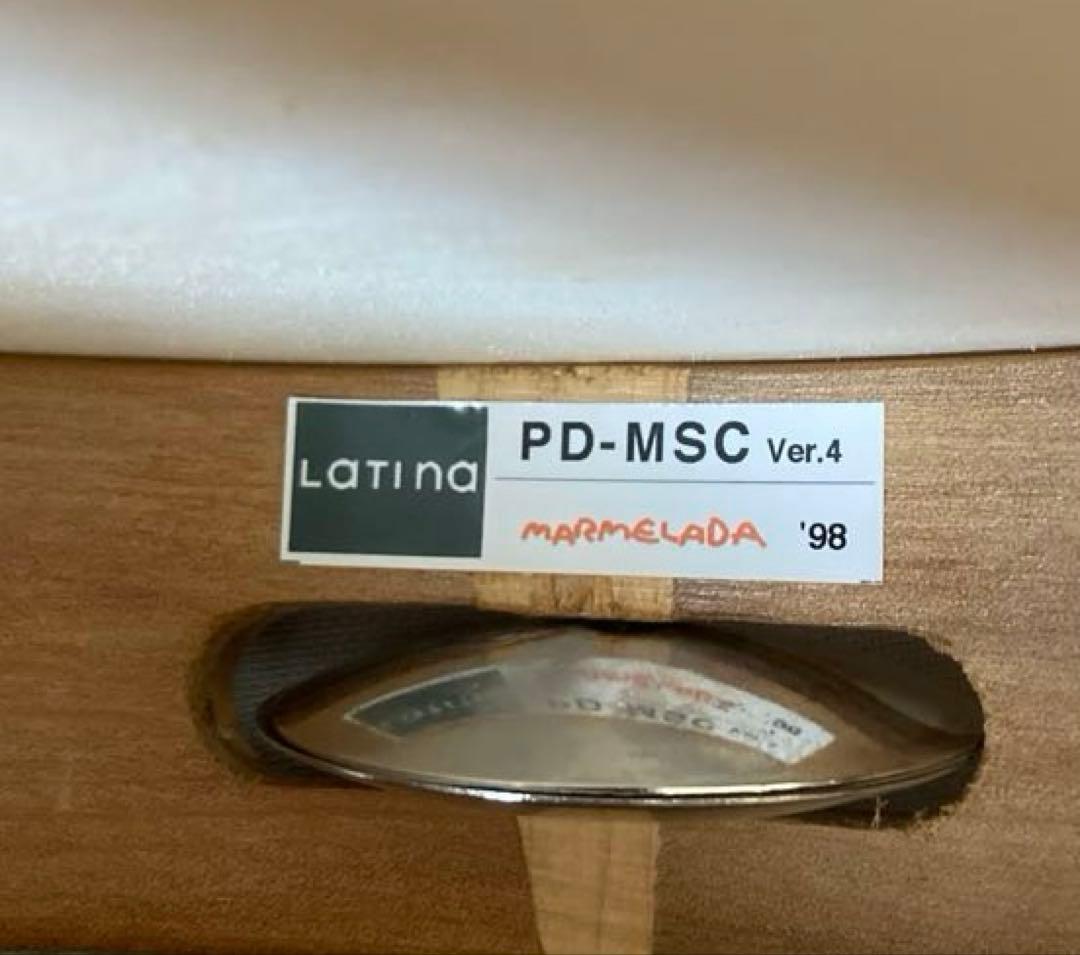 LaTIna
PD-MSC Ver.4
MARMELADA '98